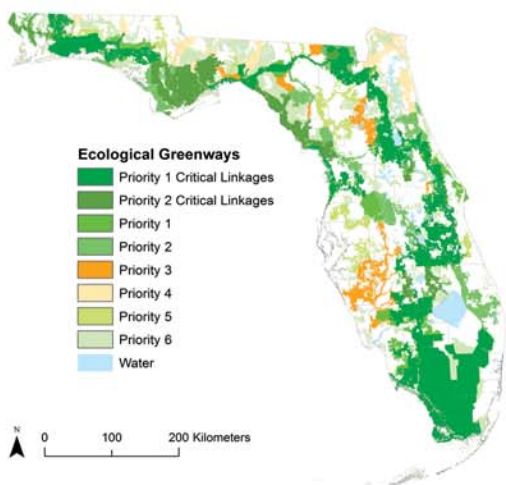 Ecological Greenways
Priority 1 Critical Linkages
Priority 2 Critical Linkages
Priority 1
Priority 2
Priority 3
Priority 4
Priority 5
Priority 6
Water
N
0 100 200 Kilometers